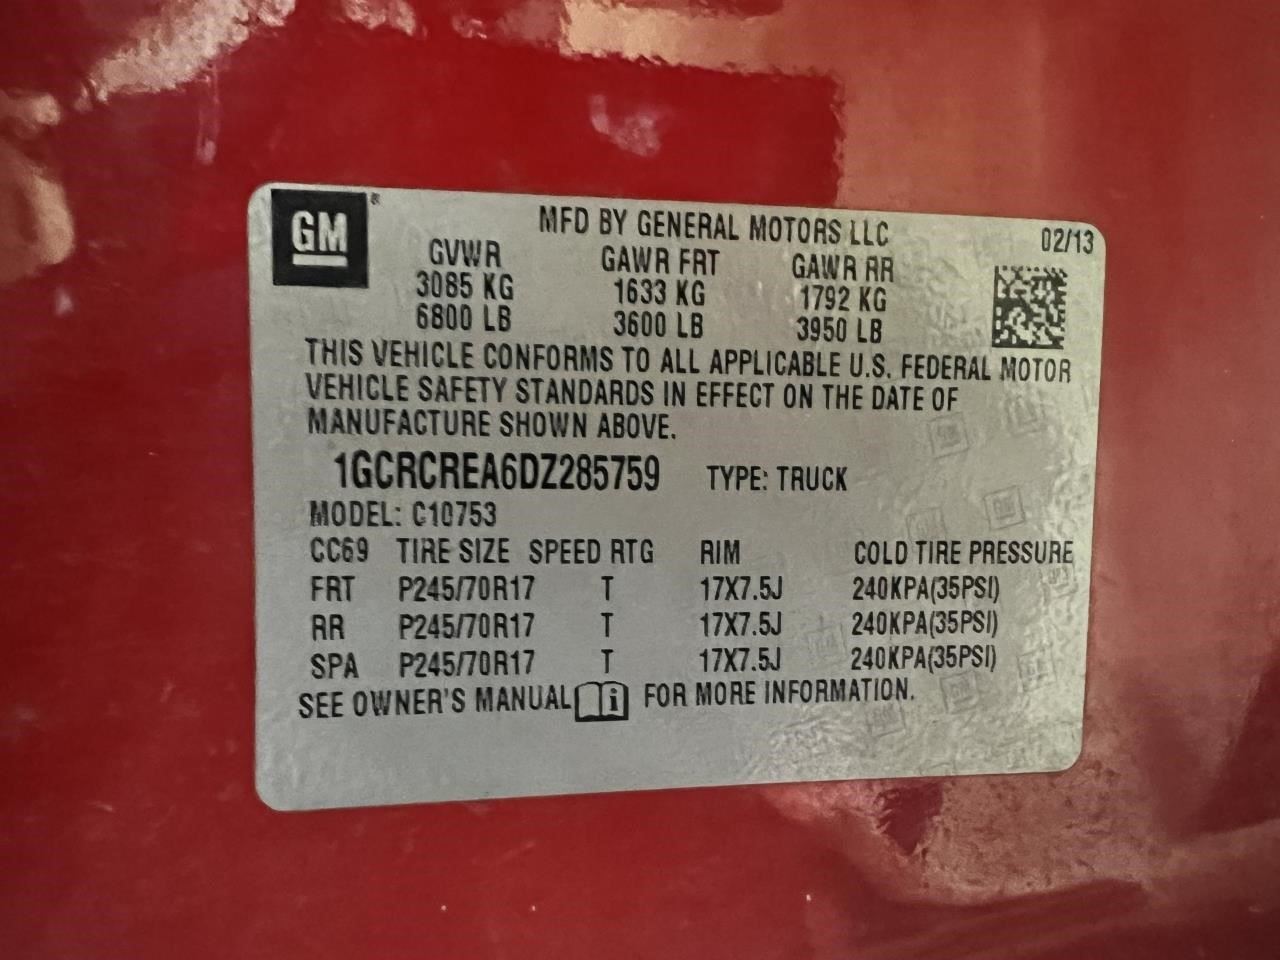 GM®
MFD BY GENERAL MOTORS LLC 02/13
GVWR GAWR FRT GAWR RR
3085 KG 1633 KG 1792 KG
6800 LB 3600 LB 3950 LB
THIS VEHICLE CONFORMS TO ALL APPLICABLE U.S. FEDERAL MOTOR
VEHICLE SAFETY STANDARDS IN EFFECT ON THE DATE OF
MANUFACTURE SHOWN ABOVE.
1GCRCREA6DZ285759 TYPE: TRUCK
MODEL: C10753
CC69 TIRE SIZE SPEED RTG RIM COLD TIRE PRESSURE
FRT P245/70R17 T 17X7.5J 240KPA(35PSI)
RR P245/70R17 T 17X7.5J 240KPA(35PSI)
SPA P245/70R17 T 17X7.5J 240KPA(35PSI)
SEE OWNER'S MANUAL i FOR MORE INFORMATION.